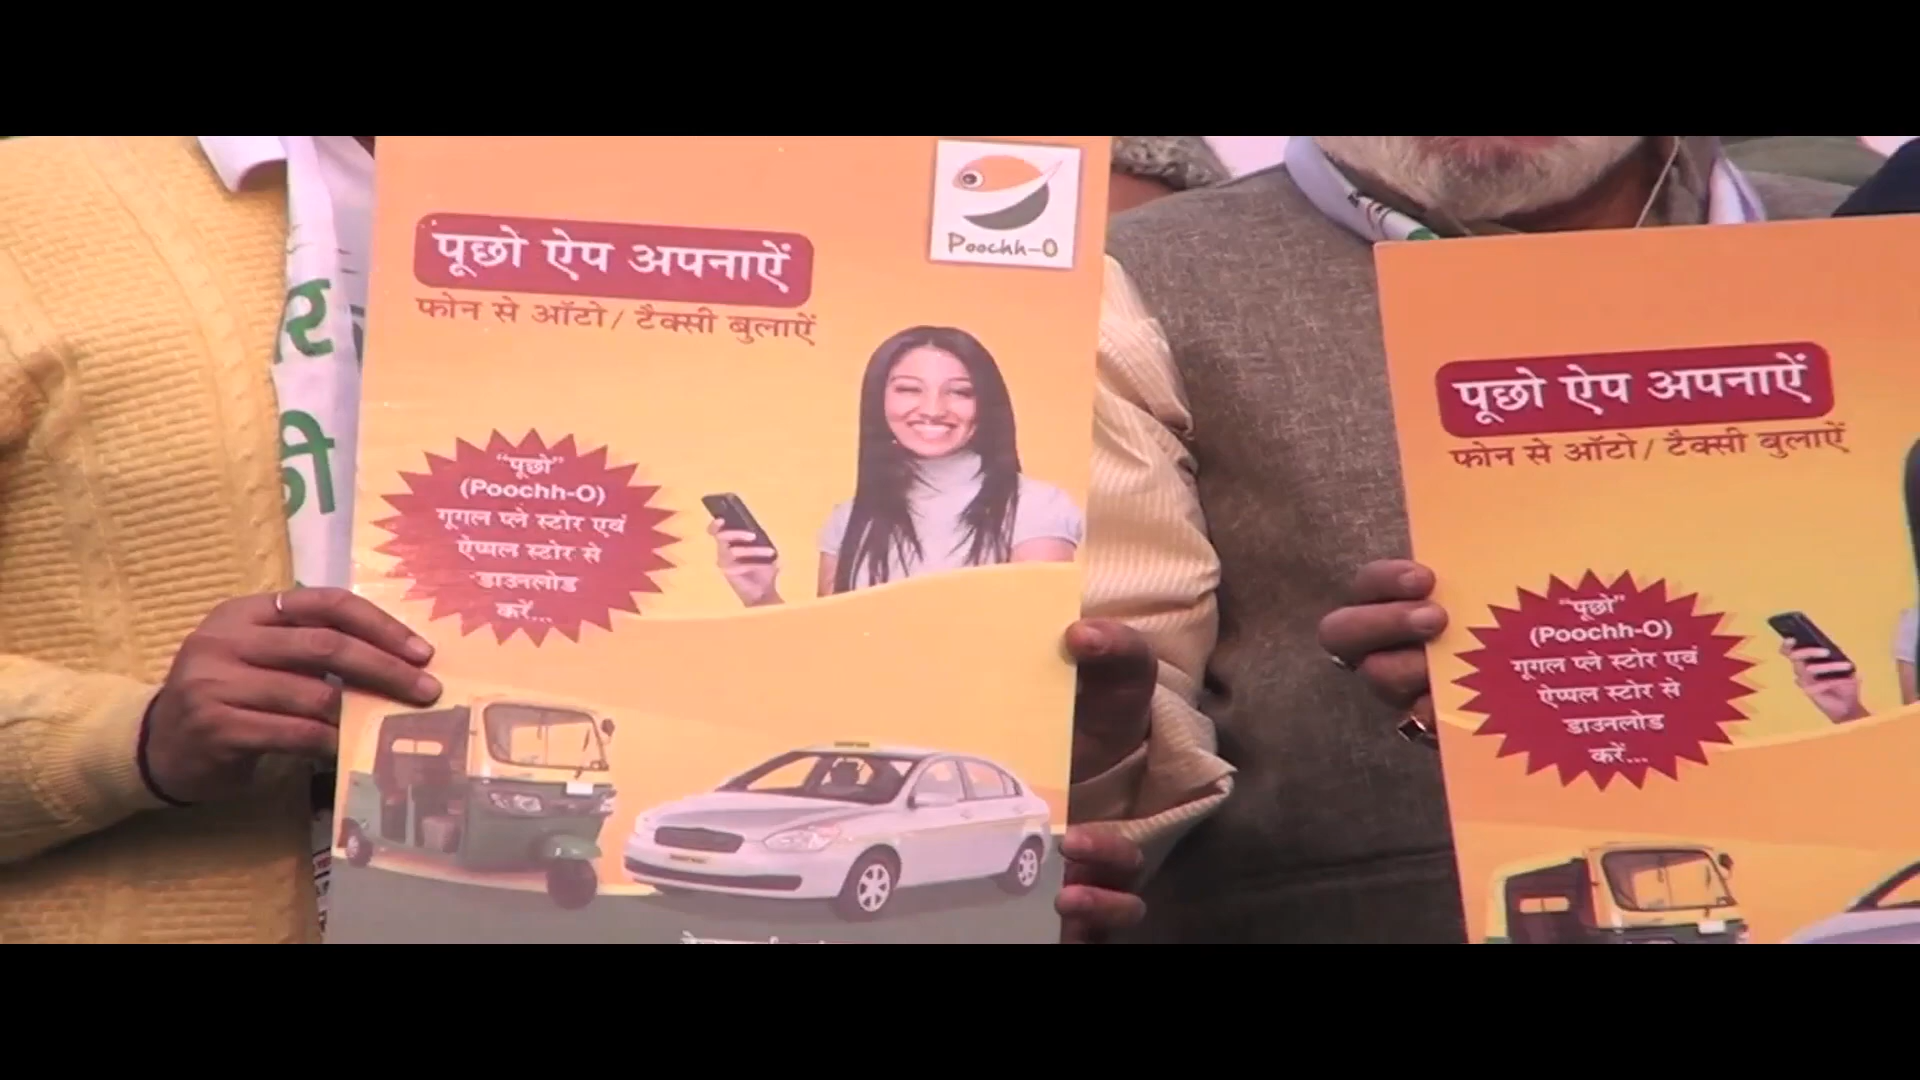 Poochh-O
पूछो ऐप अपनाऐं
फोन से ऑटो / टैक्सी बुलाऐं
"पूछो"
(Poochh-O)
गूगल प्ले स्टोर एवं
ऐप्पल स्टोर से
डाउनलोड
करें...
पूछो ऐप अपनाऐं
फोन से ऑटो / टैक्सी बुलाऐं
"पूछो"
(Poochh-O)
गूगल प्ले स्टोर एवं
ऐप्पल स्टोर से
डाउनलोड
करें...